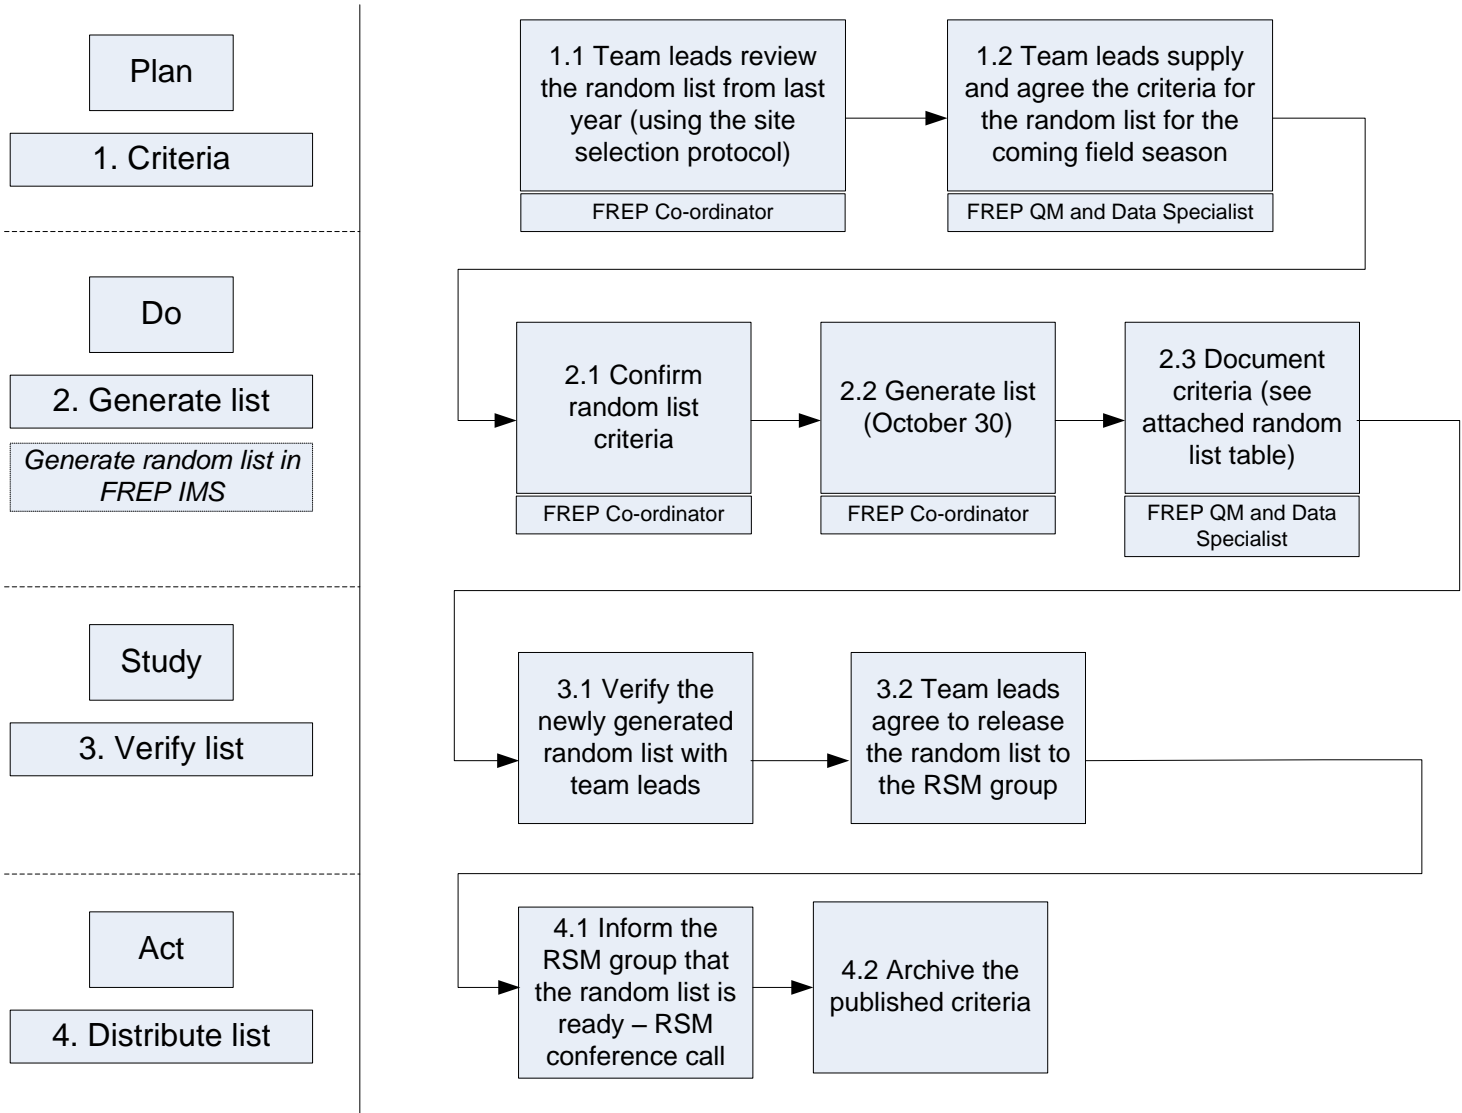 Plan
1. Criteria
1.1 Team leads review
the random list from last
year (using the site
selection protocol)
FREP Co-ordinator
1.2 Team leads supply
and agree the criteria for
the random list for the
coming field season
FREP QM and Data Specialist
Do
2. Generate list
Generate random list in
FREP IMS
2.1 Confirm
random list
criteria
FREP Co-ordinator
2.2 Generate list
(October 30)
FREP Co-ordinator
2.3 Document
criteria (see
attached random
list table)
FREP QM and Data
Specialist
Study
3. Verify list
3.1 Verify the
newly generated
random list with
team leads
3.2 Team leads
agree to release
the random list to
the RSM group
Act
4. Distribute list
4.1 Inform the
RSM group that
the random list is
ready – RSM
conference call
4.2 Archive the
published criteria